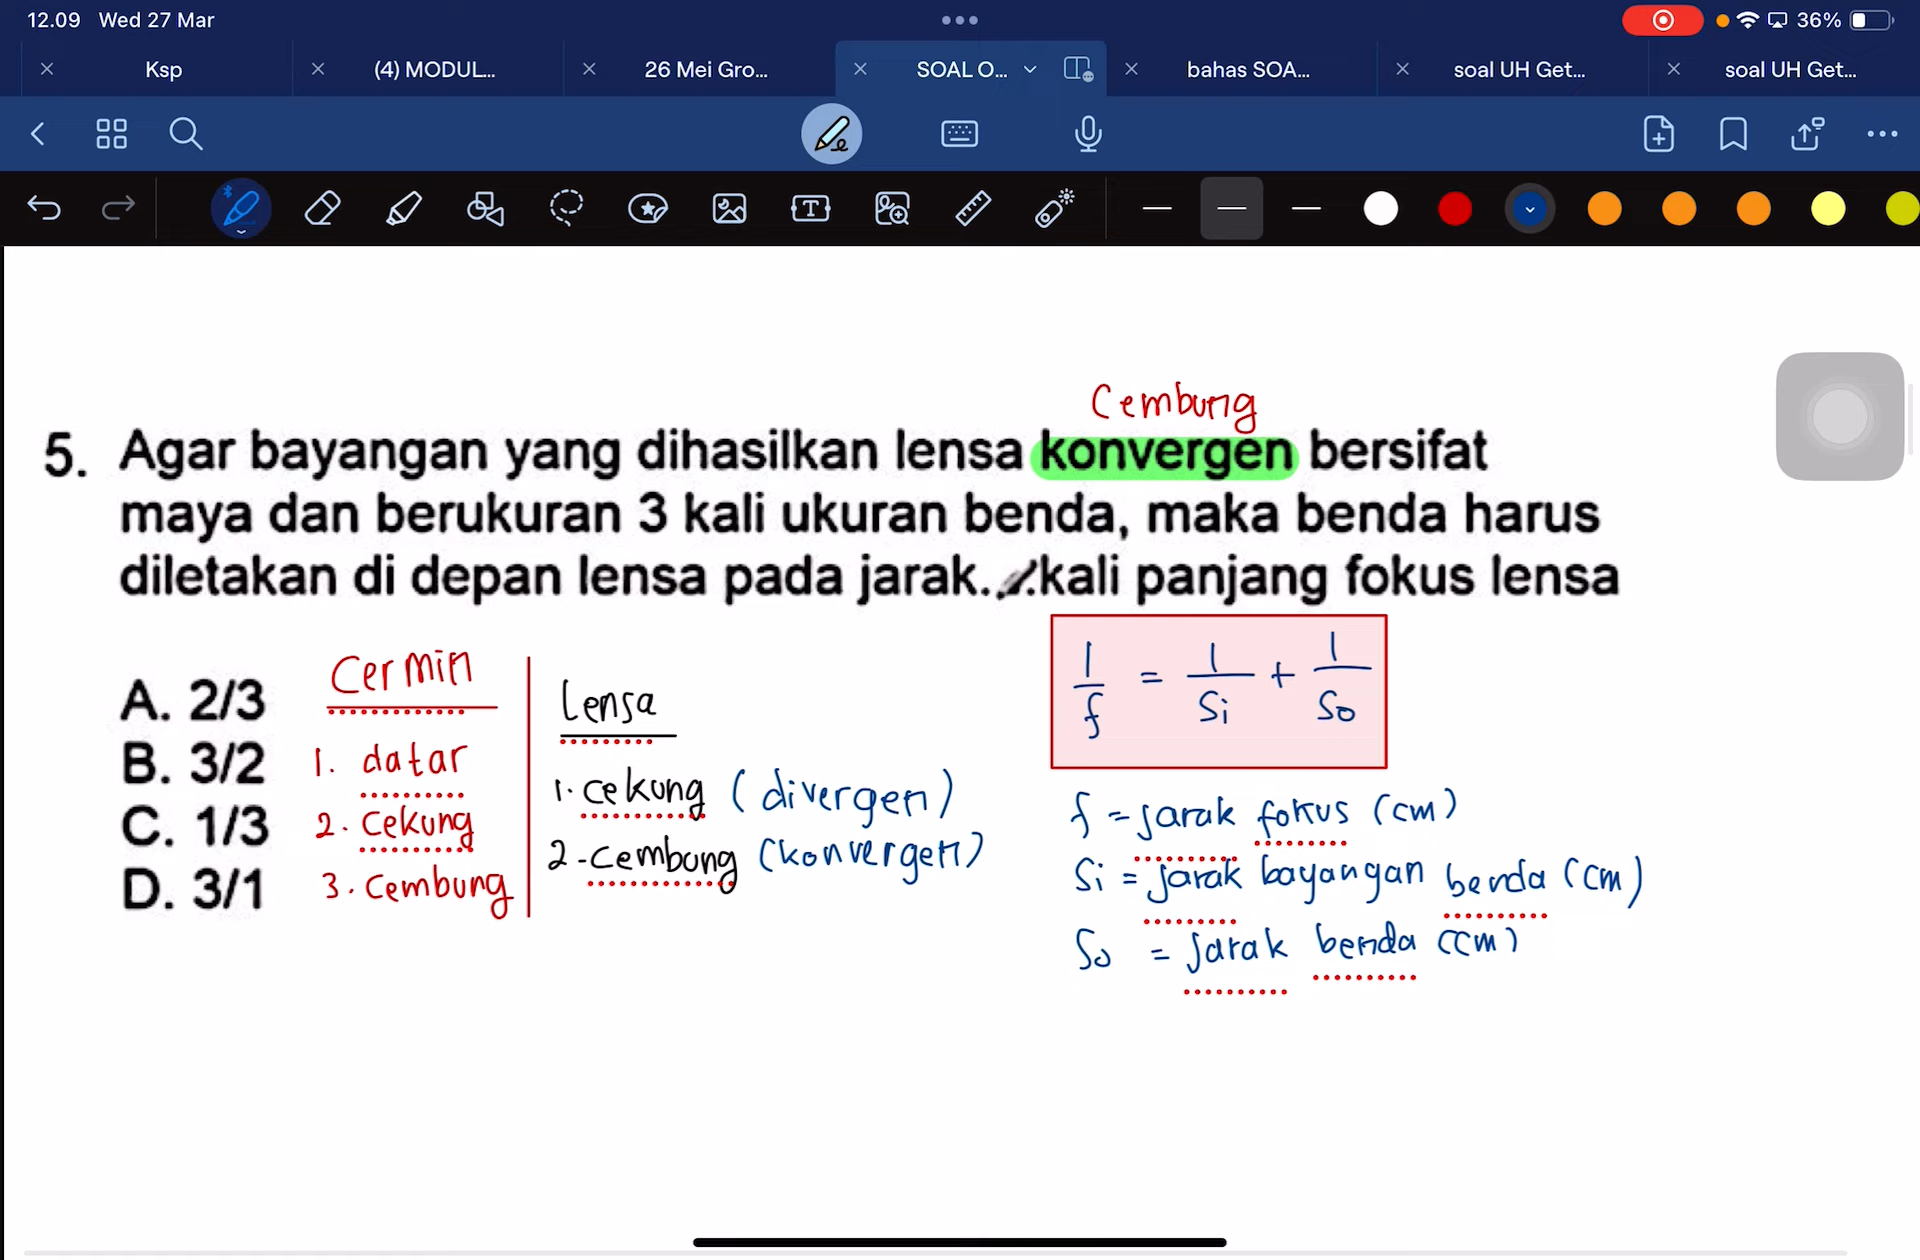 12.09 Wed 27 Mar
36%
Ksp
(4) MODUL...
26 Mei Gro...
SOAL O...
bahas SOA...
soal UH Get...
soal UH Get...
Cembung
5. Agar bayangan yang dihasilkan lensa konvergen bersifat
maya dan berukuran 3 kali ukuran benda, maka benda harus
diletakan di depan lensa pada jarak....kali panjang fokus lensa
A. 2/3
B. 3/2
C. 1/3
D. 3/1
Cermin
1. datar
2. cekung
3. cembung
Lensa
1. cekung (divergen)
2. cembung (konvergen)
1/f = 1/Si + 1/So
f = jarak fokus (cm)
Si = jarak bayangan benda (cm)
So = jarak benda (cm)